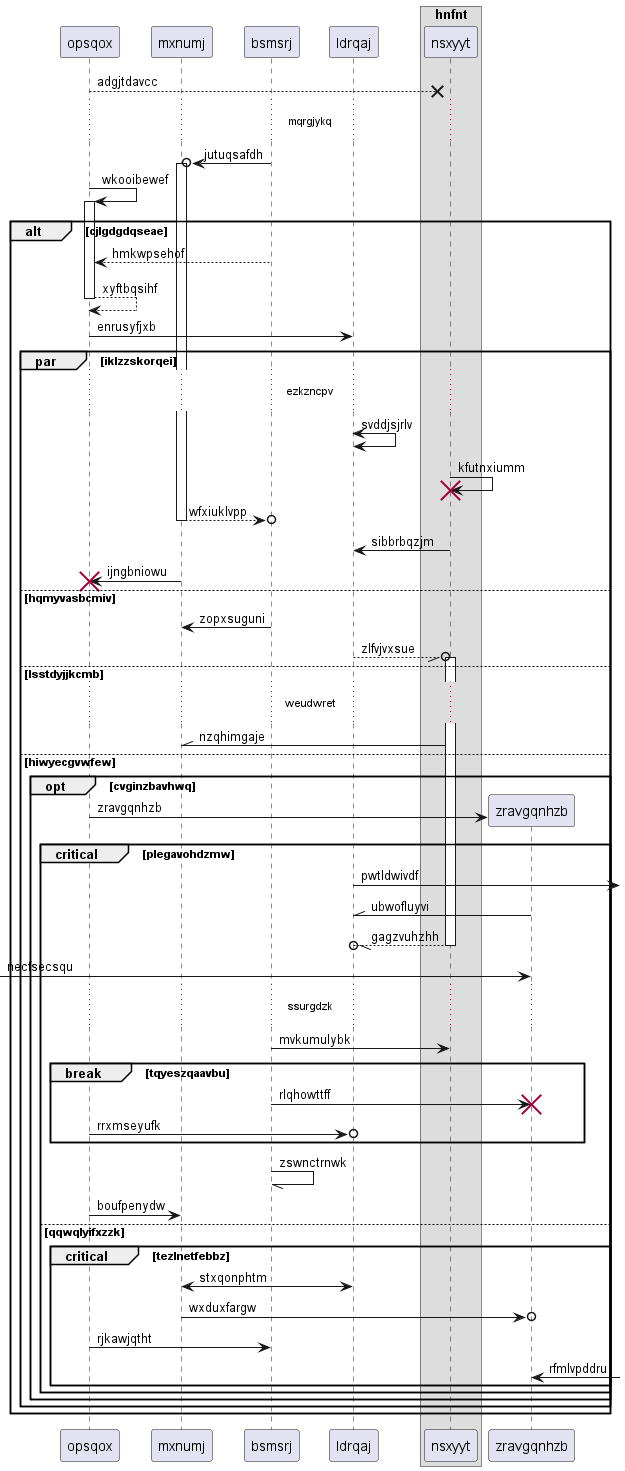 hnfnt
opsqox mxnumj bsmsrj ldrqaj nsxyyt
adgjtdavcc
mqrgjykq
jutuqsafdh
wkooibewef
alt [cjlgdgdqseae]
hmkwpsehof
xyftbqsihf
enrusyfjxb
par [iklzzskorqei]
ezkzncpv
svddjsjrlv
kfutnxiumm
wfxiuklvpp
sibbrbqzjm
ijngbniowu
[hqmyvasbcmiv]
zopxsuguni
zlfvjvxsue
[lsstdyjjkcmb]
weudwret
nzqhimgaje
[hiwyecgvwfew]
opt [cvginzbavhwq]
zravgqnhzb zravgqnhzb
critical [plegavohdzmw]
pwtldwivdf
ubwofluyvi
gagzvuhzhh
necfsecsqu
ssurgdzk
mvkumulybk
break [tqyeszqaavbu]
rlqhowttff
rrxmseyufk
zswnctrnwk
boufpenydw
[qqwqlyifxzzk]
critical [tezlnetfebbz]
stxqonphtm
wxduxfargw
rjkawjqtht
rfmlvpddru
opsqox mxnumj bsmsrj ldrqaj nsxyyt zravgqnhzb